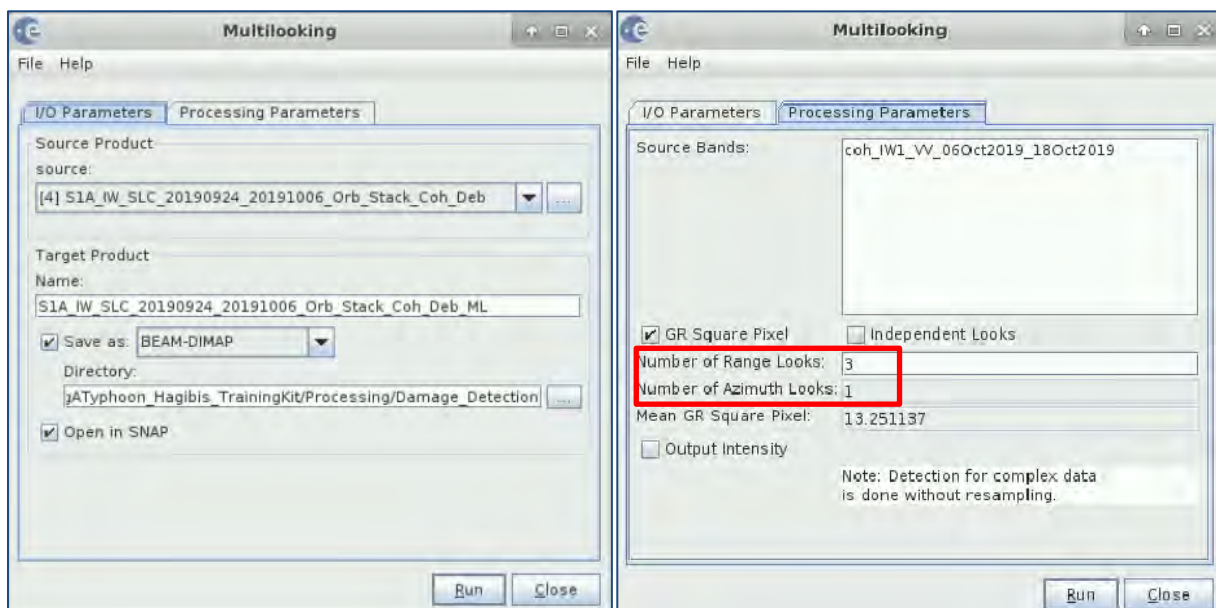 Multilooking
File Help
I/O Parameters Processing Parameters
Source Product
source:
[4] S1A_IW_SLC_20190924_20191006_Orb_Stack_Coh_Deb ...
Target Product
Name:
S1A_IW_SLC_20190924_20191006_Orb_Stack_Coh_Deb_ML
Save as: BEAM-DIMAP
Directory:
gATyphoon_Hagibis_TrainingKit/Processing/Damage_Detection ...
Open in SNAP
Run Close
Multilooking
File Help
I/O Parameters Processing Parameters
Source Bands: coh_IW1_VV_06Oct2019_18Oct2019
GR Square Pixel Independent Looks
Number of Range Looks: 3
Number of Azimuth Looks: 1
Mean GR Square Pixel: 13.251137
Output Intensity
Note: Detection for complex data
is done without resampling.
Run Close